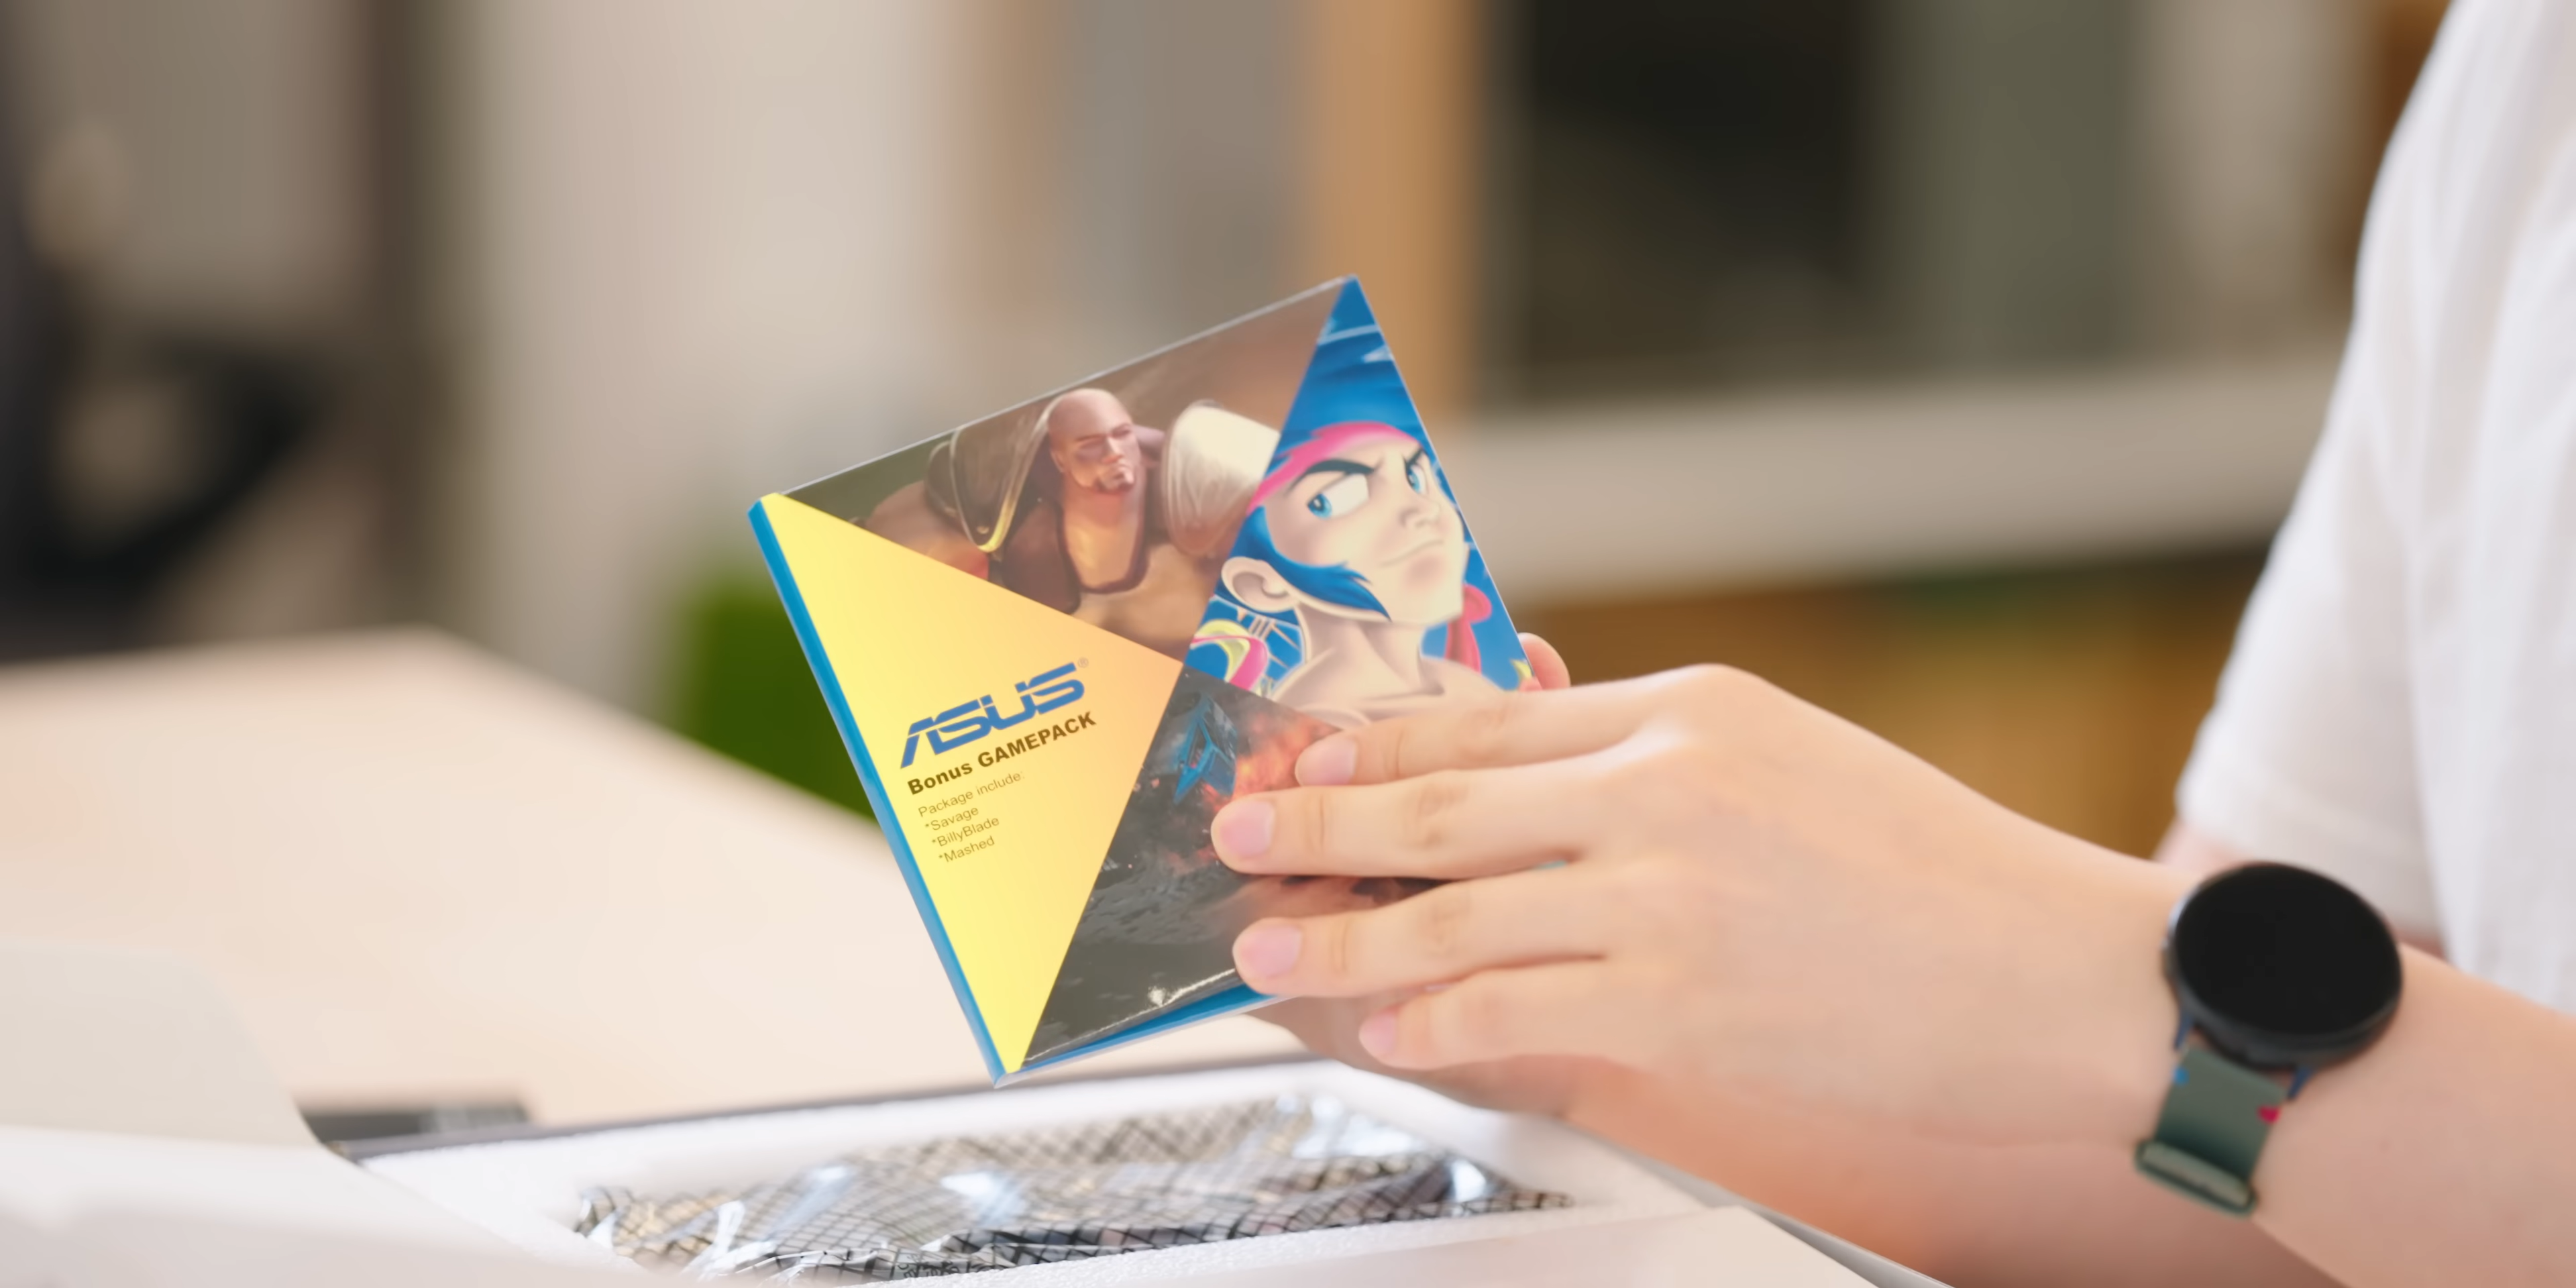 ASUS®
Bonus GAMEPACK
Package include:
*Savage
*BillyBlade
*Mashed